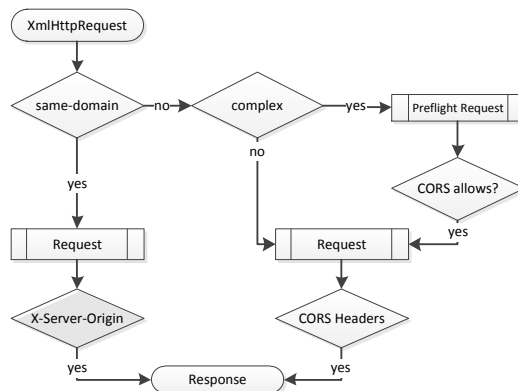 XmlHttpRequest
same-domain
no
complex
yes
Preflight Request
yes
no
CORS allows?
yes
Request
Request
X-Server-Origin
CORS Headers
yes
Response
yes